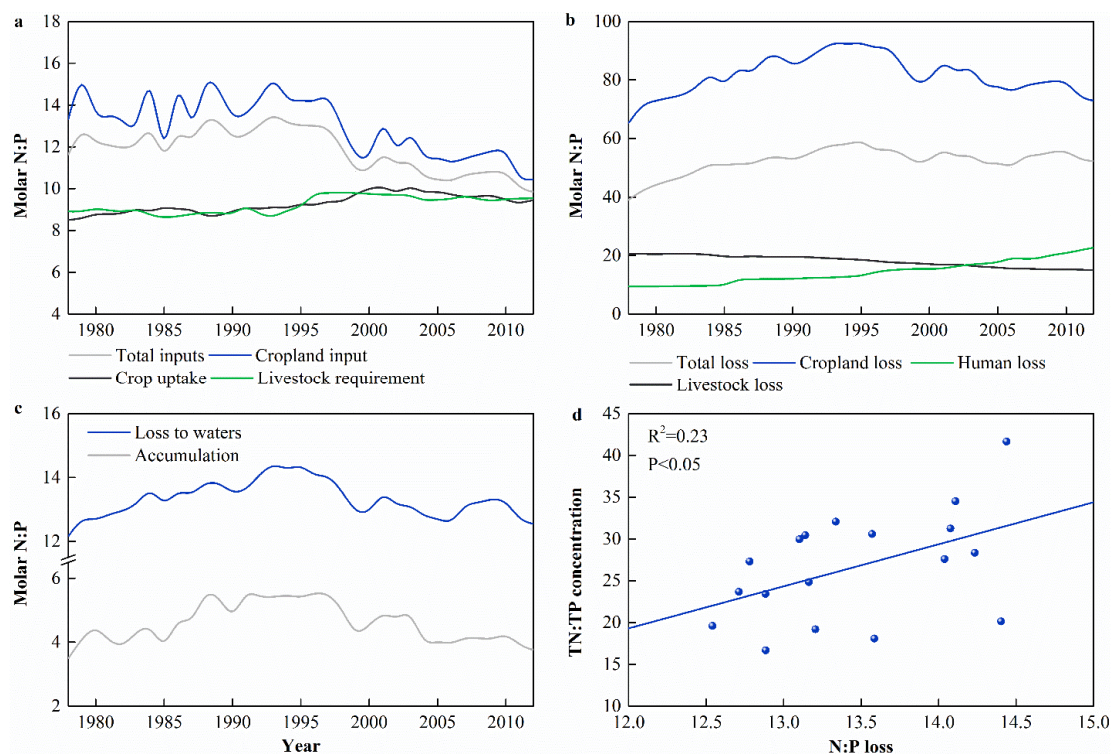 a
Molar N:P
18
16
14
12
10
8
6
4
1980 1985 1990 1995 2000 2005 2010
Total inputs Cropland input
Crop uptake Livestock requirement
b
Molar N:P
100
80
60
40
20
0
1980 1985 1990 1995 2000 2005 2010
Total loss Cropland loss Human loss
Livestock loss
c
Loss to waters
Accumulation
Molar N:P
16
14
12
6
4
2
1980 1985 1990 1995 2000 2005 2010
Year
d
R²=0.23
P<0.05
TN:TP concentration
45
40
35
30
25
20
15
10
12.0 12.5 13.0 13.5 14.0 14.5 15.0
N:P loss